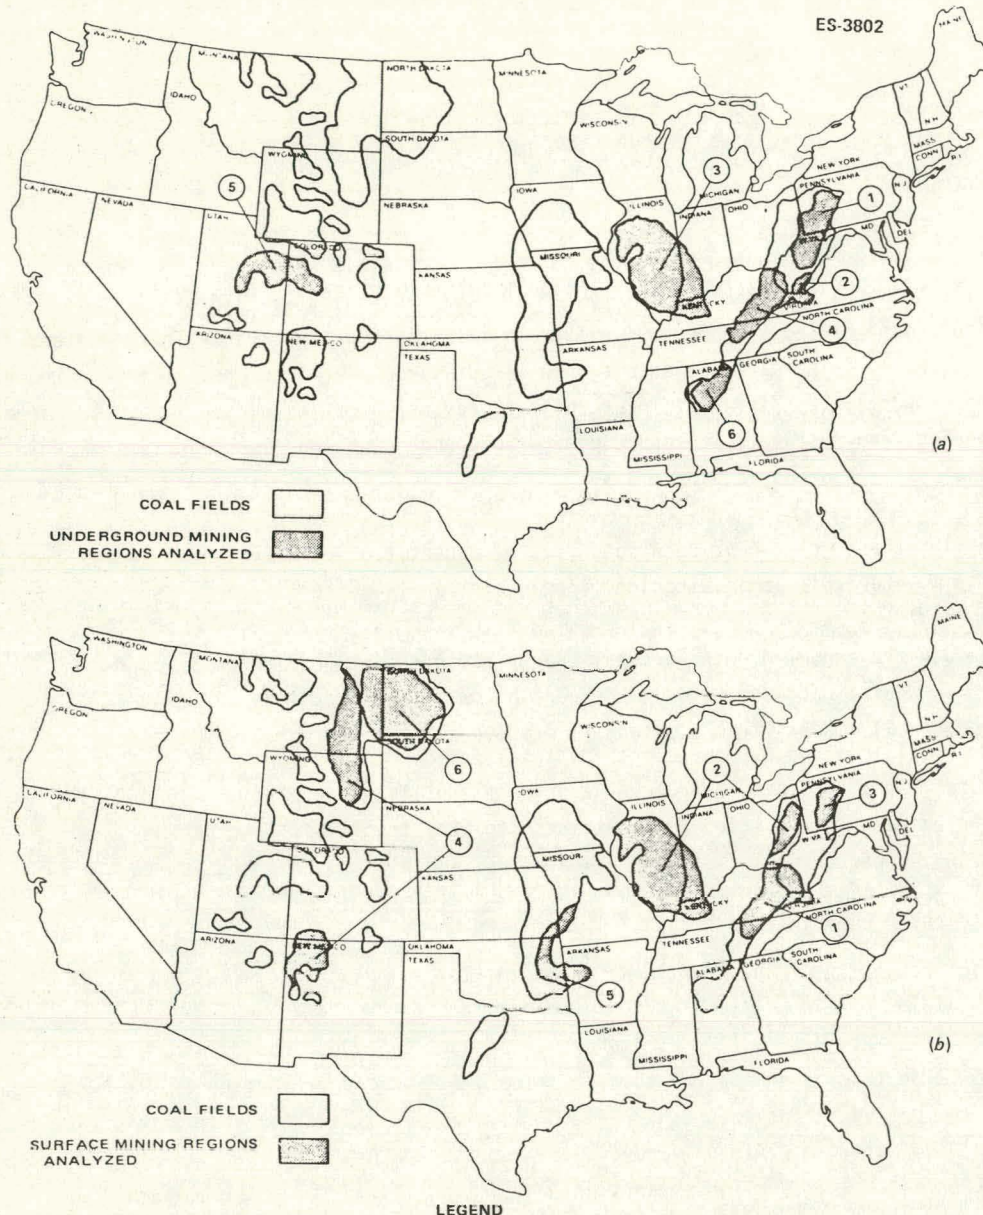 ES-3802
MAINE
WASHINGTON
MONTANA
NORTH DAKOTA
MINNESOTA
VT
N.H.
OREGON
IDAHO
WISCONSIN
SOUTH DAKOTA
MASS
CONN
R.I.
WYOMING
NEW YORK
3
MICHIGAN
PENNSYLVANIA
N.J.
1
5
CALIFORNIA
NEVADA
UTAH
NEBRASKA
IOWA
ILLINOIS
INDIANA
OHIO
W.VA
MD
DEL
COLORADO
KANSAS
MISSOURI
2
KENTUCKY
VIRGINIA
NORTH CAROLINA
4
ARIZONA
NEW MEXICO
OKLAHOMA
TEXAS
ARKANSAS
TENNESSEE
ALABAMA
GEORGIA
SOUTH CAROLINA
LOUISIANA
MISSISSIPPI
6
FLORIDA
(a)
COAL FIELDS
UNDERGROUND MINING
REGIONS ANALYZED
MAINE
WASHINGTON
MONTANA
NORTH DAKOTA
MINNESOTA
VT
N.H.
OREGON
IDAHO
WISCONSIN
SOUTH DAKOTA
MASS
CONN
R.I.
WYOMING
6
2
NEW YORK
MICHIGAN
PENNSYLVANIA
N.J.
3
CALIFORNIA
NEVADA
UTAH
NEBRASKA
IOWA
ILLINOIS
INDIANA
OHIO
W.VA
MD
DEL
4
COLORADO
KANSAS
MISSOUR.
KENTUCKY
VIRGINIA
NORTH CAROLINA
1
ARIZONA
NEW MEXICO
OKLAHOMA
TEXAS
ARKANSAS
5
TENNESSEE
ALABAMA
GEORGIA
SOUTH CAROLINA
LOUISIANA
MISSISSIPPI
FLORIDA
(b)
COAL FIELDS
SURFACE MINING REGIONS
ANALYZED
LEGEND